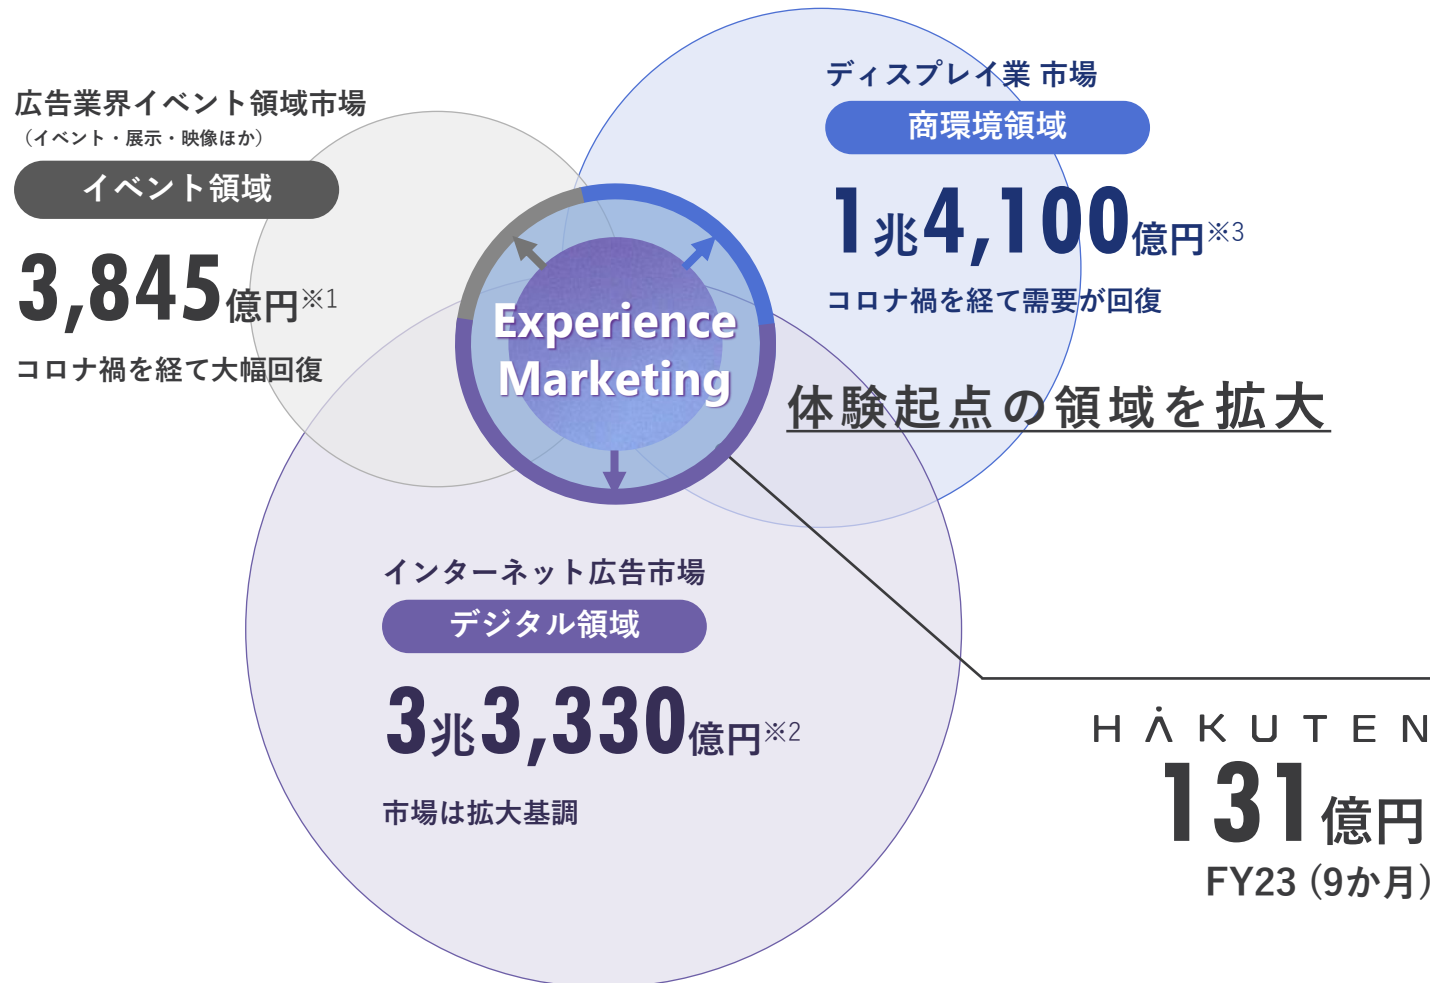 広告業界イベント領域市場
（イベント・展示・映像ほか）
イベント領域
3,845億円※1
コロナ禍を経て大幅回復
ディスプレイ業 市場
商環境領域
1兆4,100億円※3
コロナ禍を経て需要が回復
Experience
Marketing
体験起点の領域を拡大
インターネット広告市場
デジタル領域
3兆3,330億円※2
市場は拡大基調
HAKUTEN
131億円
FY23 (9か月)